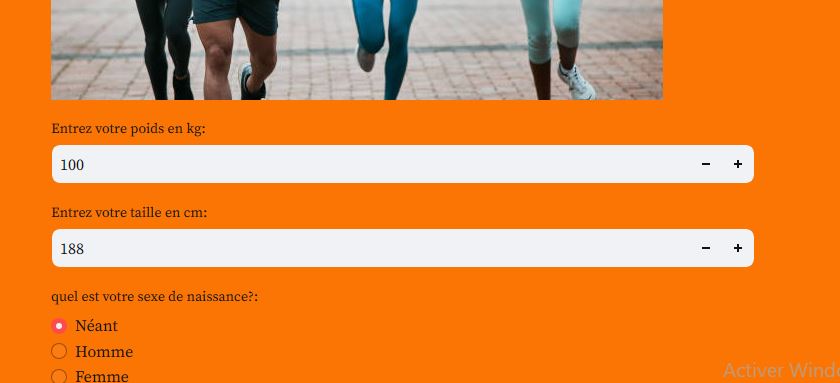 Entrez votre poids en kg:
100
Entrez votre taille en cm:
188
quel est votre sexe de naissance?:
Néant
Homme
Femme
Activer